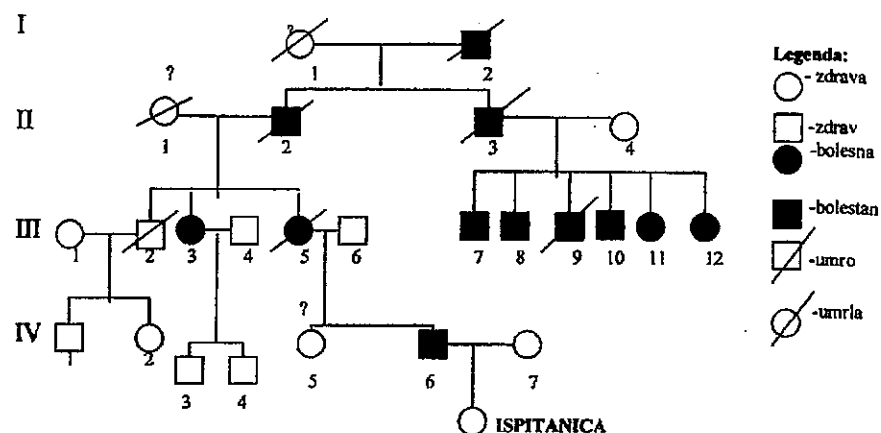 I
?
1 2
Legenda:
- zdrava
-zdrav
-bolesna
-bolestan
-umro
-umrla
?
II
1 2 3 4
III
1 2 3 4 5 6 7 8 9 10 11 12
?
IV
1 2 3 4 5 6 7
ISPITANICA